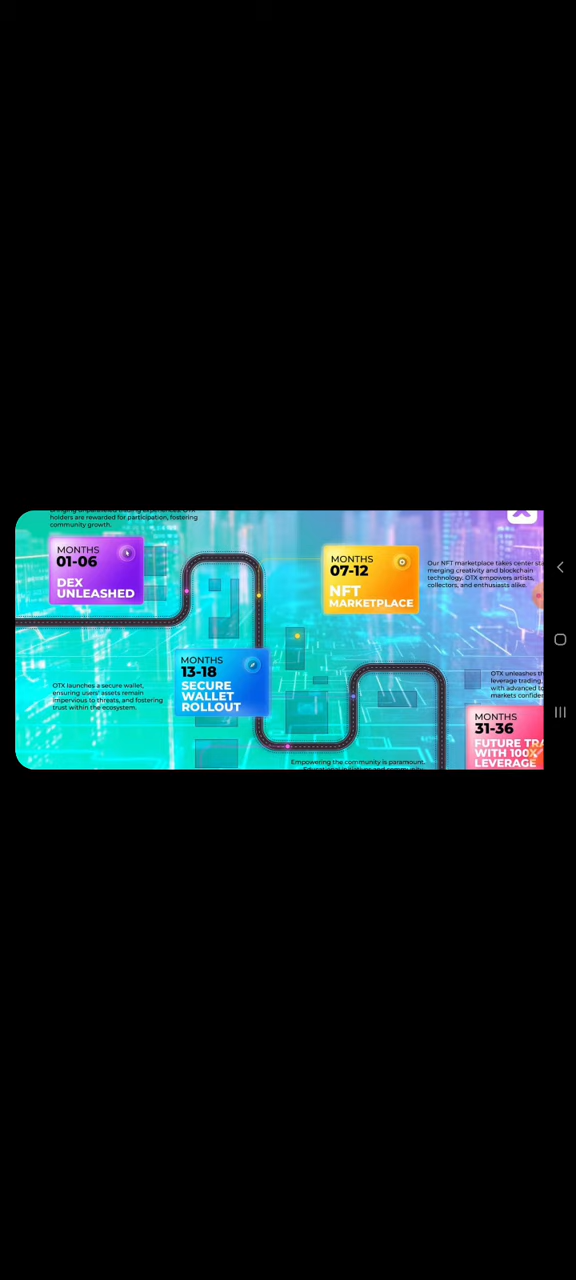 holders are rewarded for participation, fostering
community growth.
MONTHS
01-06
DEX
UNLEASHED
MONTHS
07-12
NFT
MARKETPLACE
Our NFT marketplace takes center
merging creativity and blockchain
technology. OTX empowers artists,
collectors, and enthusiasts alike.
OTX launches a secure wallet,
ensuring users' assets remain
impervious to threats, and fostering
trust within the ecosystem.
MONTHS
13-18
SECURE
WALLET
ROLLOUT
OTX unleashes
leverage trading,
with advanced
markets
MONTHS
31-36
FUTURE
WITH 100X
LEVERAGE
Empowering the community is paramount.